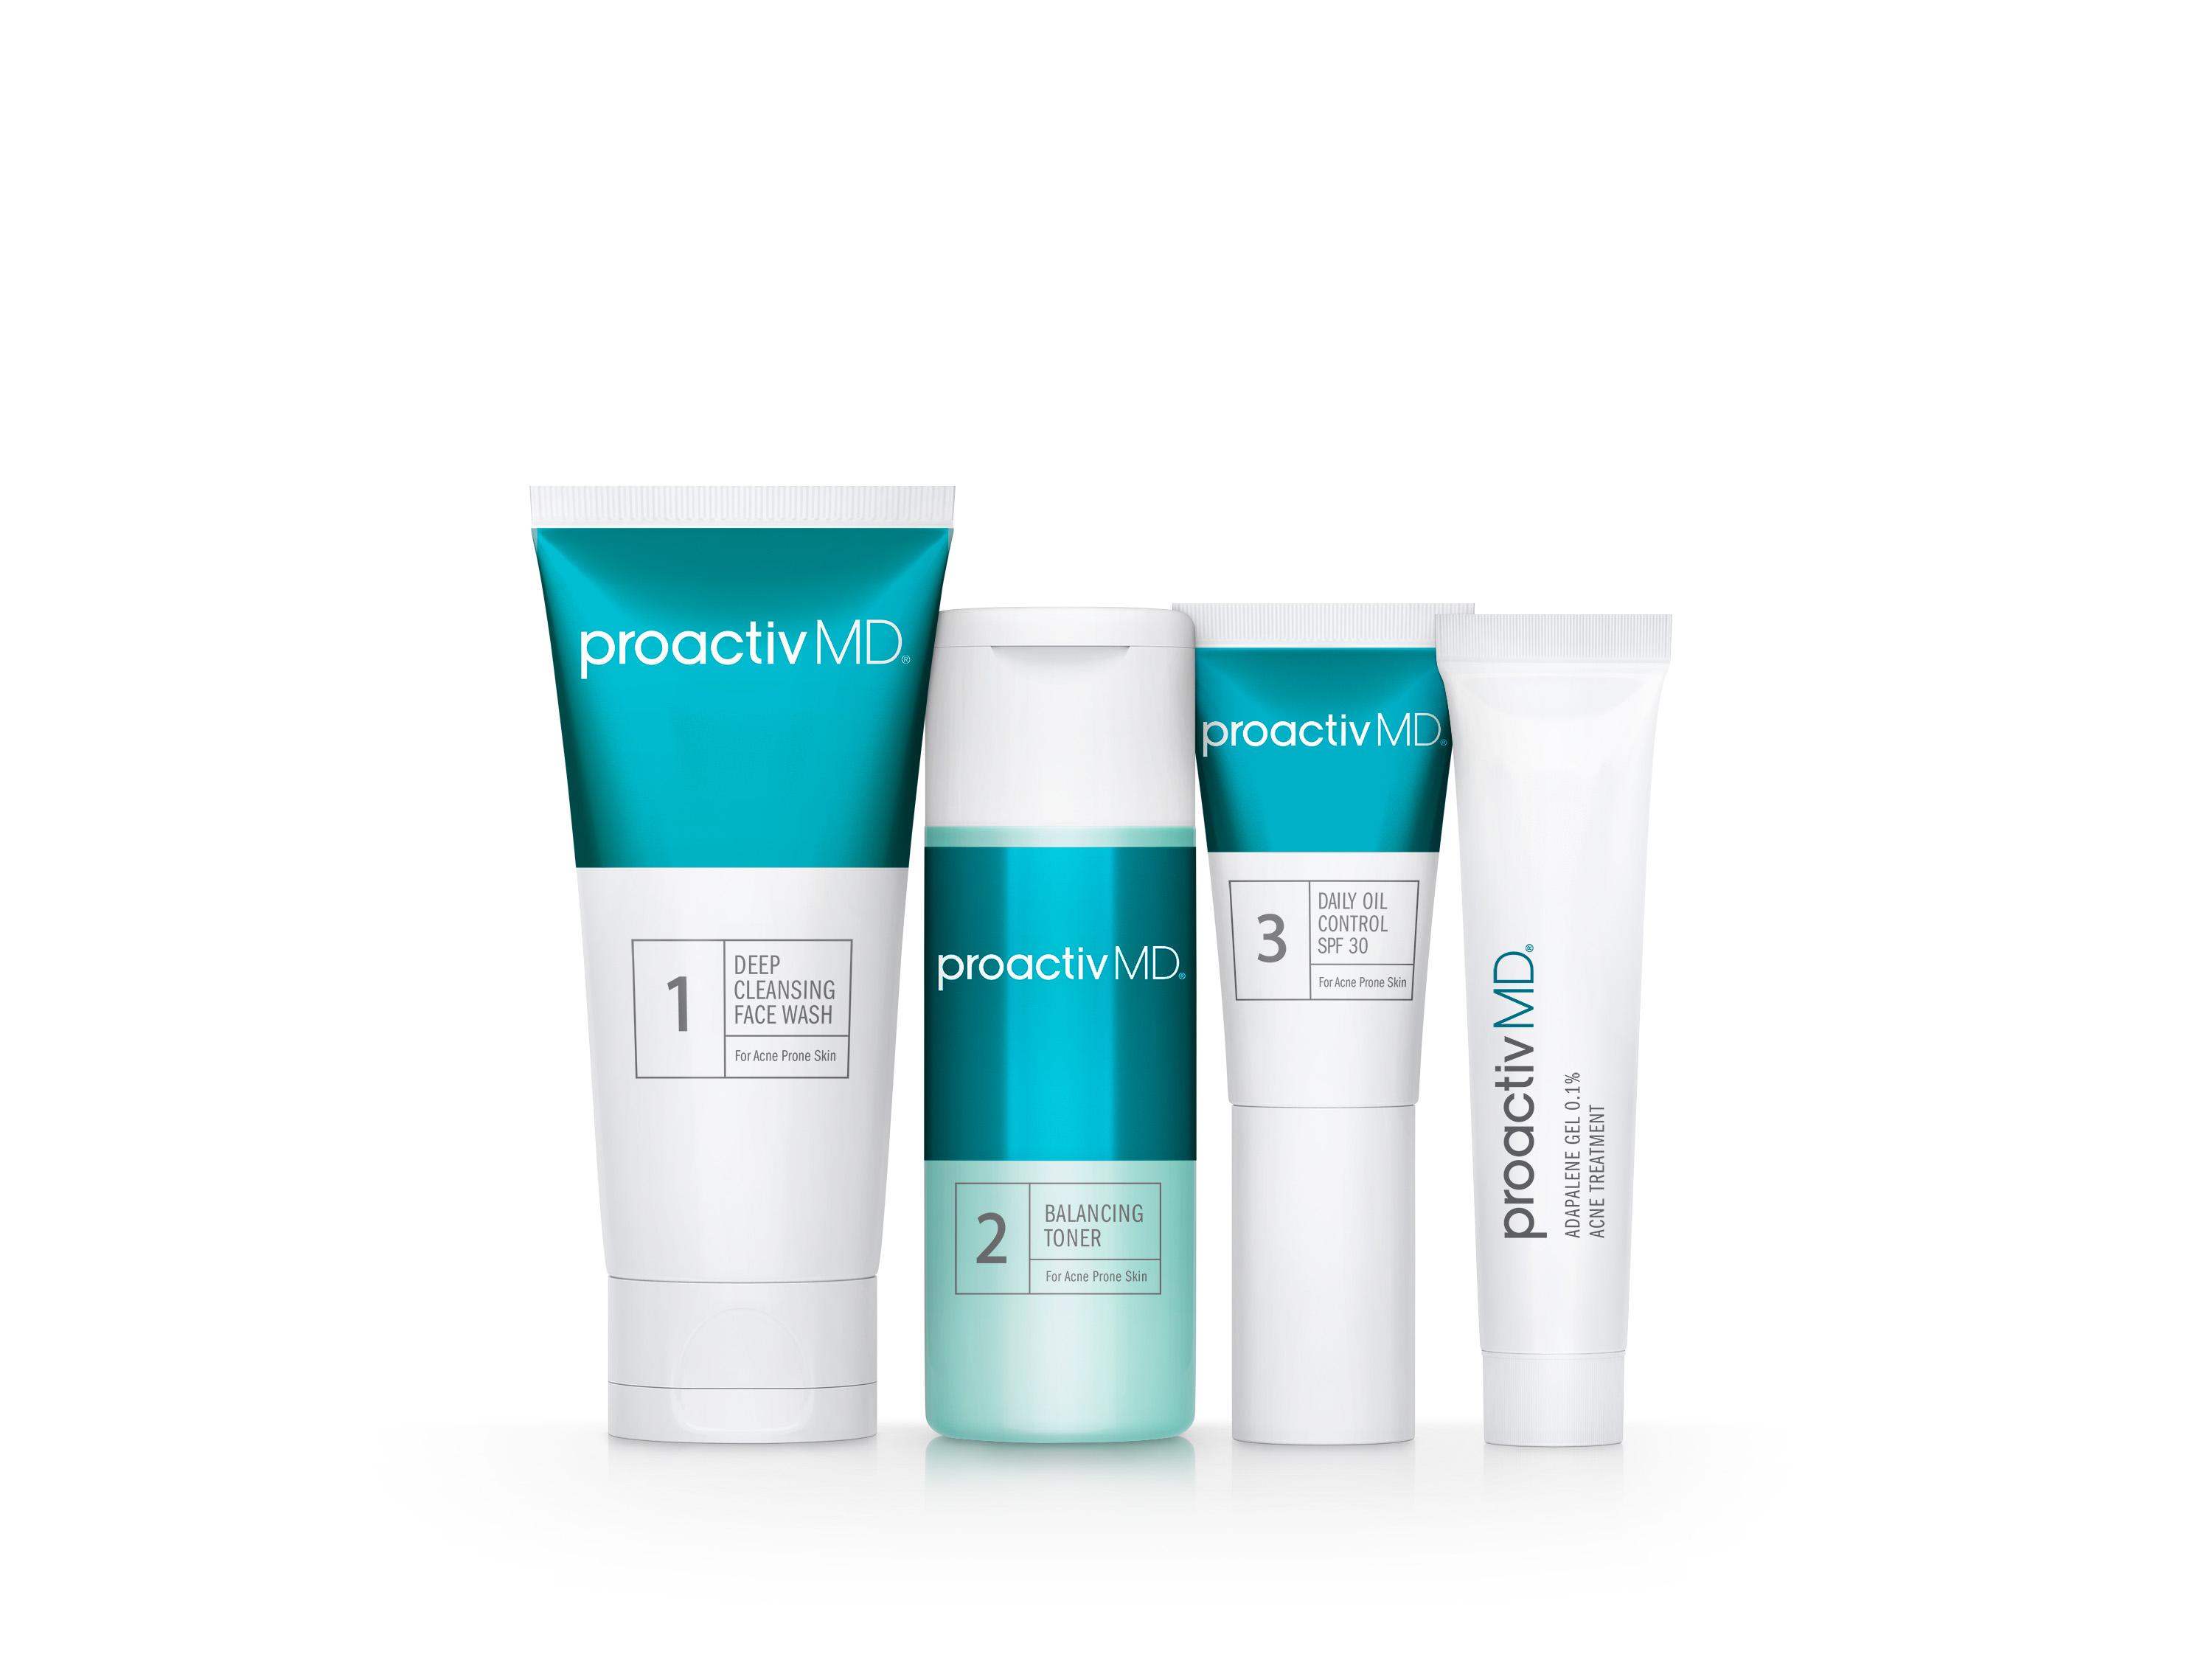 proactiv MD®
1
DEEP
CLEANSING
FACE WASH
For Acne Prone Skin
proactiv MD®
2
BALANCING
TONER
For Acne Prone Skin
proactiv MD®
3
DAILY OIL
CONTROL
SPF 30
For Acne Prone Skin
proactiv MD®
ADAPALENE GEL 0.1%
ACNE TREATMENT